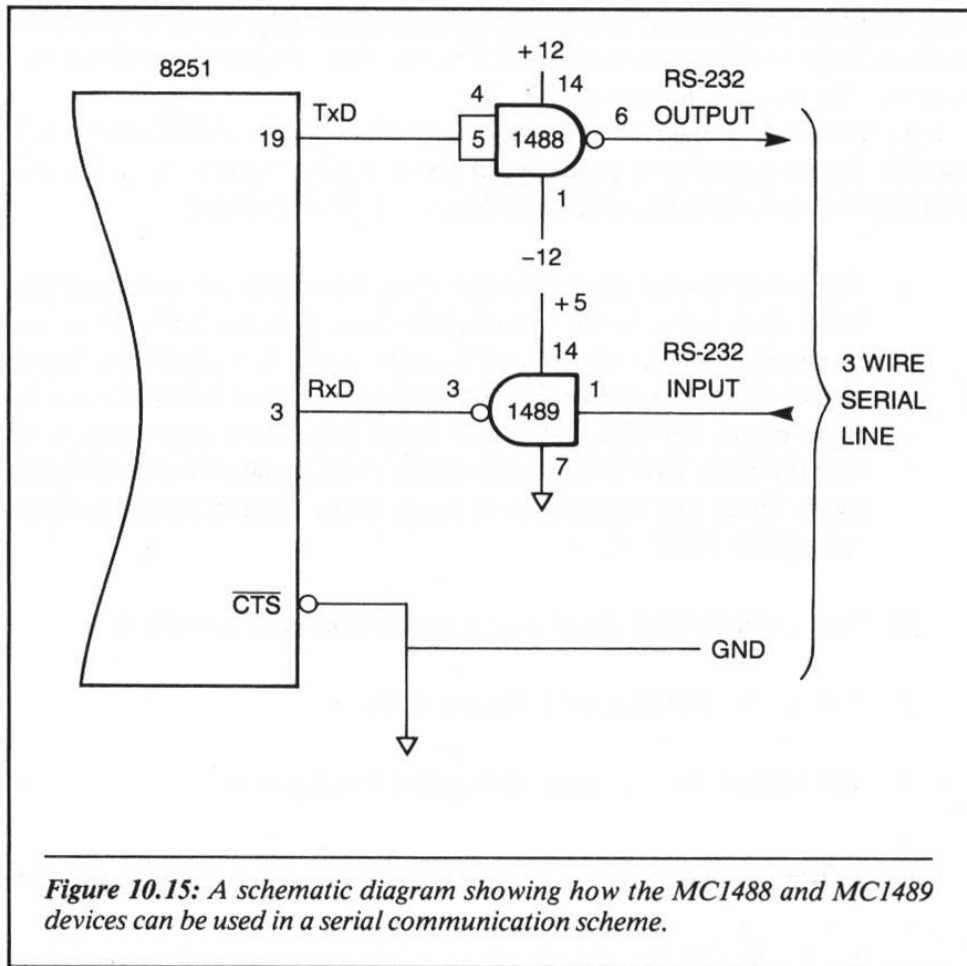 8251
+12
14
4
TxD
19
5
1488
6
RS-232
OUTPUT
1
-12
+5
14
RxD
3
3
1489
1
RS-232
INPUT
7
3 WIRE
SERIAL
LINE
CTS
GND
Figure 10.15: A schematic diagram showing how the MC1488 and MC1489
devices can be used in a serial communication scheme.